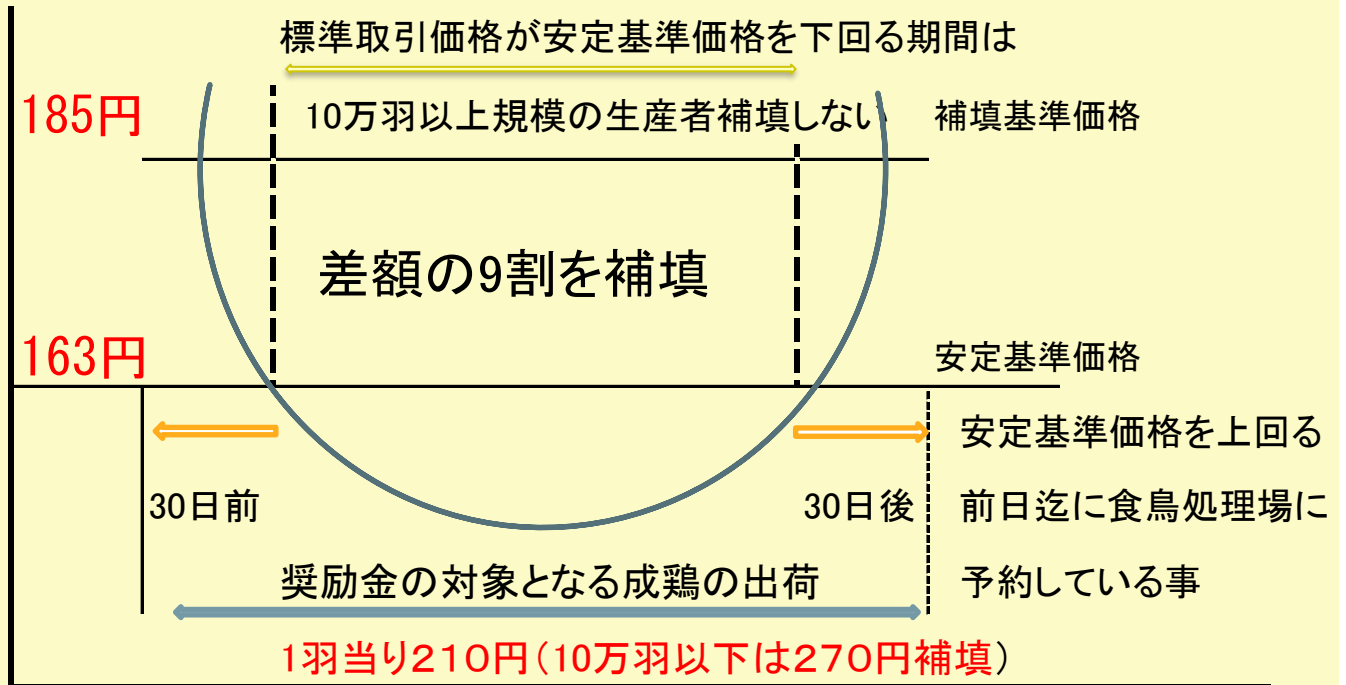 標準取引価格が安定基準価格を下回る期間は
185円
10万羽以上規模の生産者補填しない
補填基準価格
差額の9割を補填
163円
安定基準価格
安定基準価格を上回る
30日前
30日後
前日迄に食鳥処理場に
奨励金の対象となる成鶏の出荷
予約している事
1羽当り２１０円（10万羽以下は２７０円補填）